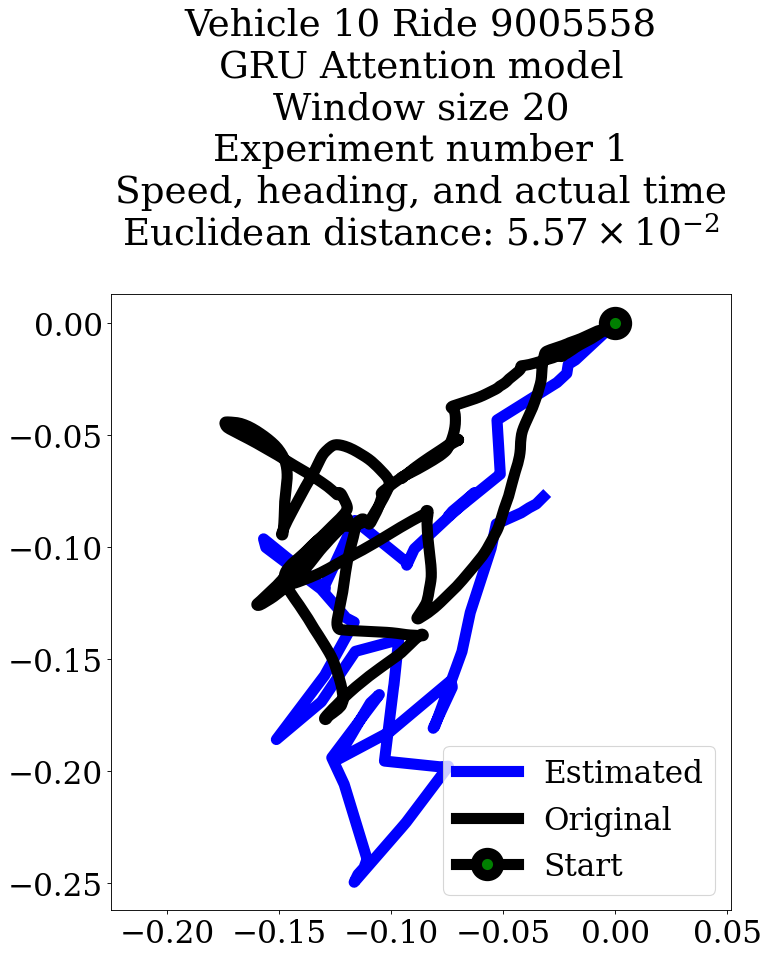 Vehicle 10 Ride 9005558
GRU Attention model
Window size 20
Experiment number 1
Speed, heading, and actual time
Euclidean distance: 5.57 × 10⁻²
0.00
−0.05
−0.10
−0.15
−0.20
−0.25
Estimated
Original
Start
−0.20 −0.15 −0.10 −0.05 0.00 0.05